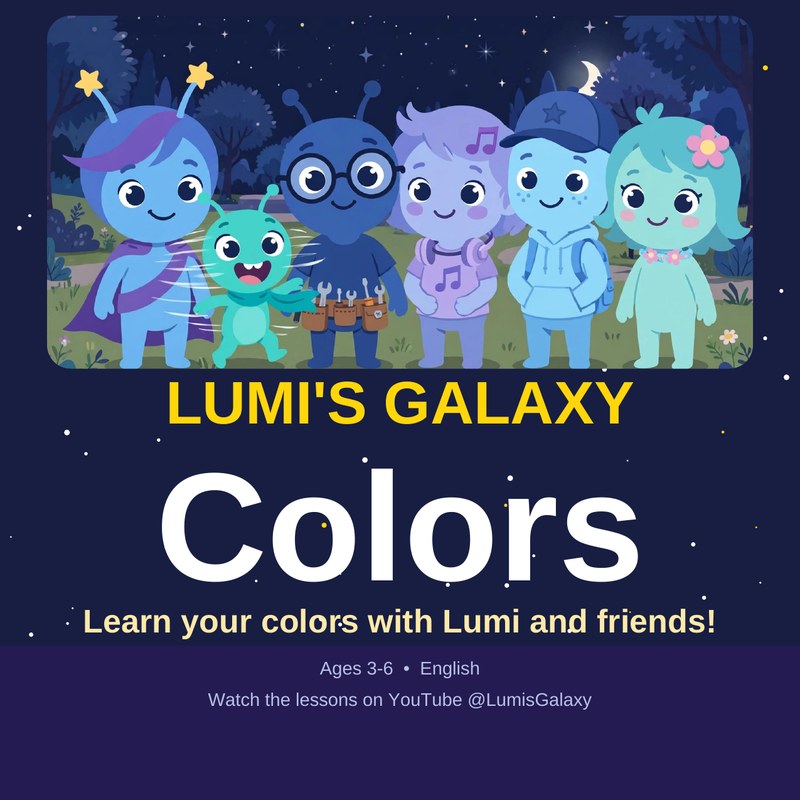 LUMI'S GALAXY
Colors
Learn your colors with Lumi and friends!
Ages 3-6 • English
Watch the lessons on YouTube @LumisGalaxy